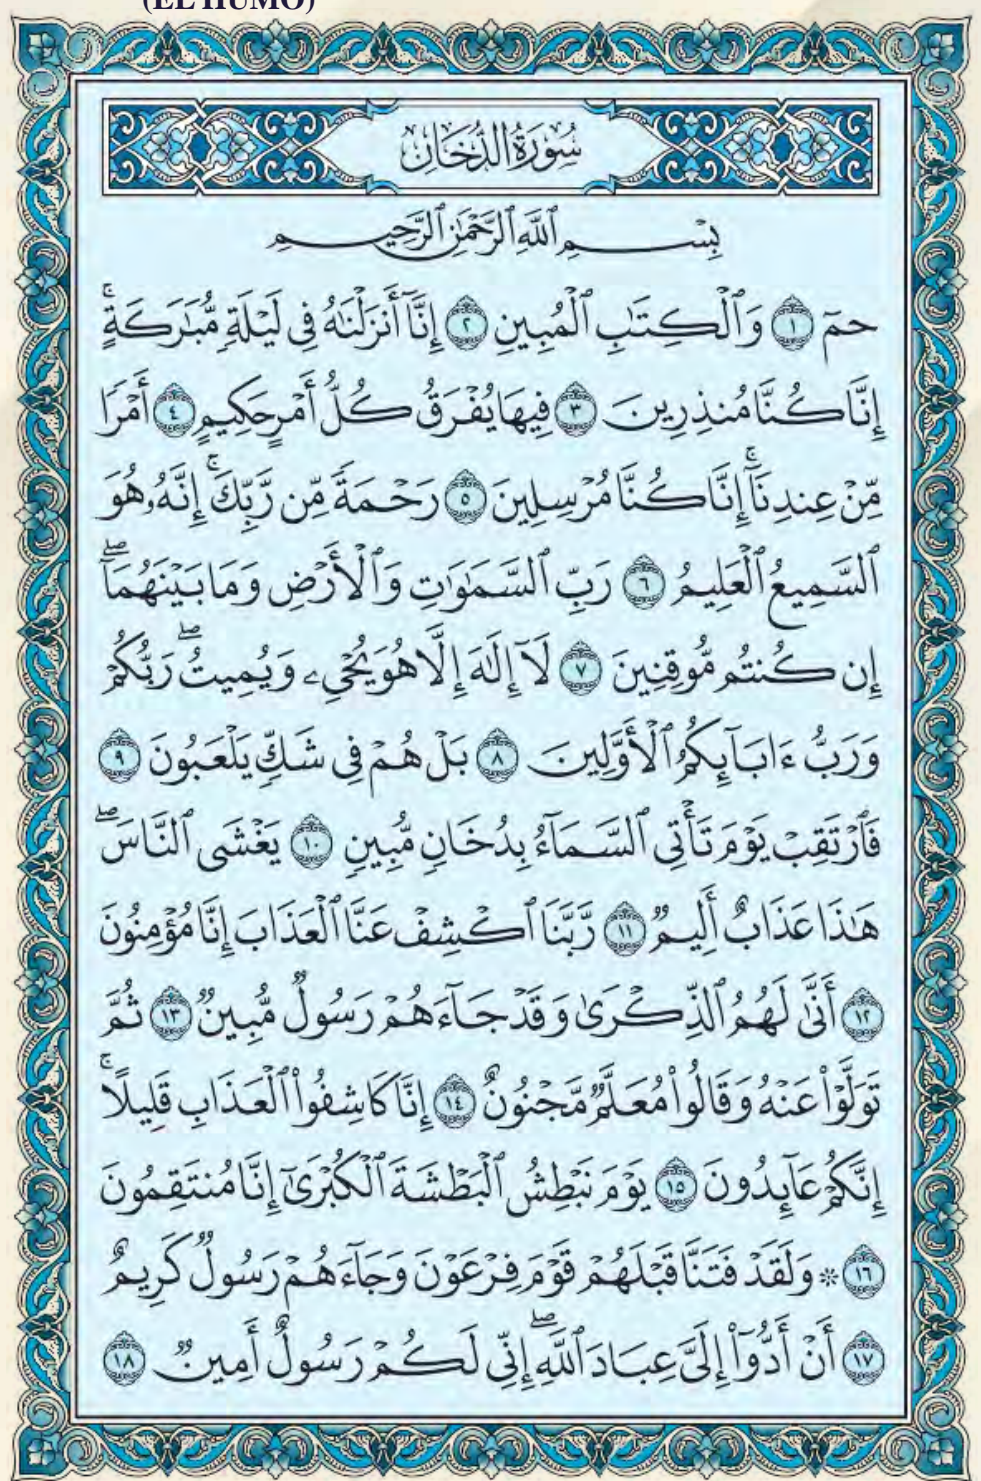 (EL HUMO)
سُورَةُ الدُّخَانِ
بِسْمِ ٱللَّهِ ٱلرَّحْمَٰنِ ٱلرَّحِيمِ
حمٓ ١ وَٱلْكِتَٰبِ ٱلْمُبِينِ ٢ إِنَّآ أَنزَلْنَٰهُ فِى لَيْلَةٍ مُّبَٰرَكَةٍۚ
إِنَّا كُنَّا مُنذِرِينَ ٣ فِيهَا يُفْرَقُ كُلُّ أَمْرٍ حَكِيمٍ ٤ أَمْرًا
مِّنْ عِندِنَآۚ إِنَّا كُنَّا مُرْسِلِينَ ٥ رَحْمَةً مِّن رَّبِّكَۚ إِنَّهُۥ هُوَ
ٱلسَّمِيعُ ٱلْعَلِيمُ ٦ رَبِّ ٱلسَّمَٰوَٰتِ وَٱلْأَرْضِ وَمَا بَيْنَهُمَآۖ
إِن كُنتُم مُّوقِنِينَ ٧ لَآ إِلَٰهَ إِلَّا هُوَ يُحْىِۦ وَيُمِيتُۖ رَبُّكُمْ
وَرَبُّ ءَابَآئِكُمُ ٱلْأَوَّلِينَ ٨ بَلْ هُمْ فِى شَكٍّ يَلْعَبُونَ ٩
فَٱرْتَقِبْ يَوْمَ تَأْتِى ٱلسَّمَآءُ بِدُخَانٍ مُّبِينٍ ١٠ يَغْشَى ٱلنَّاسَۖ
هَٰذَا عَذَابٌ أَلِيمٌ ١١ رَّبَّنَا ٱكْشِفْ عَنَّا ٱلْعَذَابَ إِنَّا مُؤْمِنُونَ
١٢ أَنَّىٰ لَهُمُ ٱلذِّكْرَىٰ وَقَدْ جَآءَهُمْ رَسُولٌ مُّبِينٌ ١٣ ثُمَّ
تَوَلَّوْا۟ عَنْهُ وَقَالُوا۟ مُعَلَّمٌ مَّجْنُونٌ ١٤ إِنَّا كَاشِفُوا۟ ٱلْعَذَابِ قَلِيلًاۚ
إِنَّكُمْ عَآئِدُونَ ١٥ يَوْمَ نَبْطِشُ ٱلْبَطْشَةَ ٱلْكُبْرَىٰٓ إِنَّا مُنتَقِمُونَ
١٦ ۞ وَلَقَدْ فَتَنَّا قَبْلَهُمْ قَوْمَ فِرْعَوْنَ وَجَآءَهُمْ رَسُولٌ كَرِيمٌ
١٧ أَنْ أَدُّوٓا۟ إِلَىَّ عِبَادَ ٱللَّهِۖ إِنِّى لَكُمْ رَسُولٌ أَمِينٌ ١٨